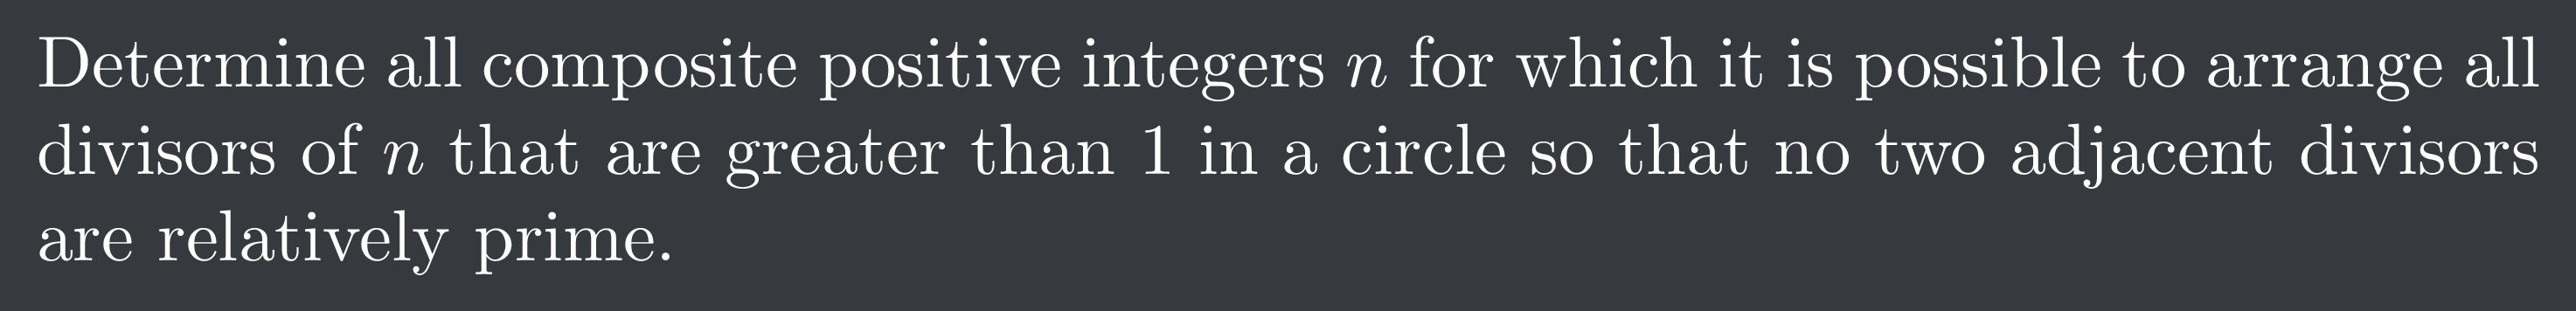 Determine all composite positive integers n for which it is possible to arrange all
divisors of n that are greater than 1 in a circle so that no two adjacent divisors
are relatively prime.